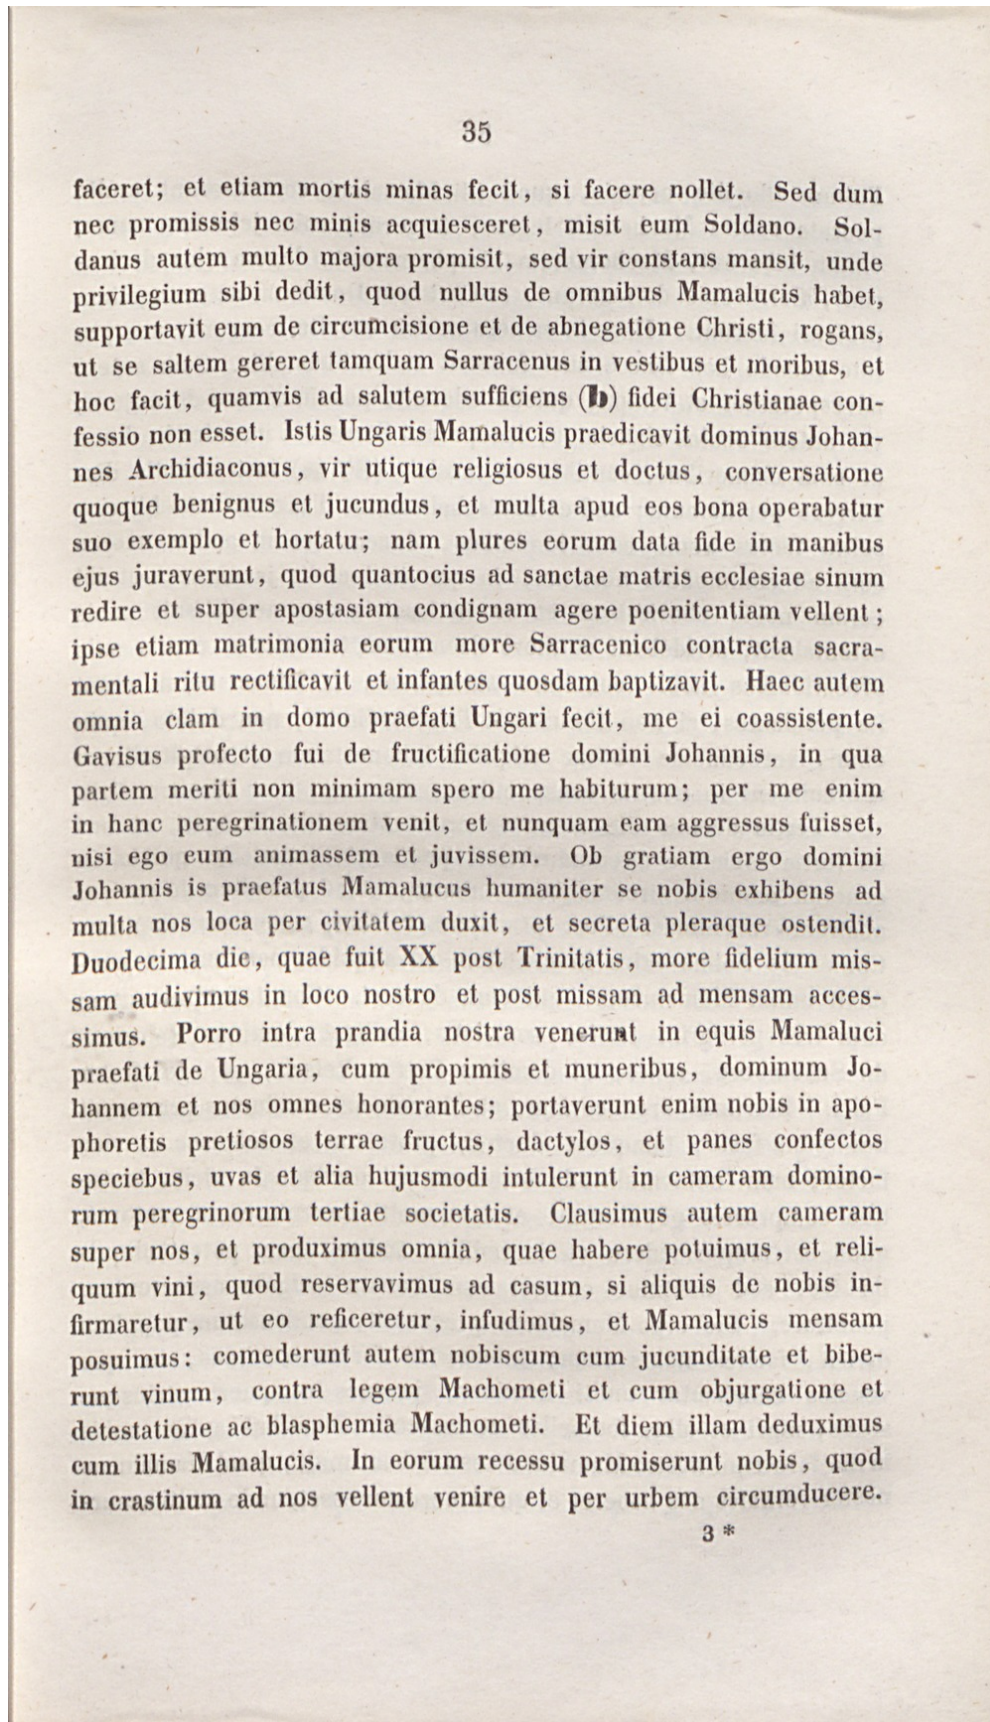 35
faceret; et etiam mortis minas fecit, si facere nollet. Sed dum
nec promissis nec minis acquiesceret, misit eum Soldano. Sol-
danus autem multo majora promisit, sed vir constans mansit, unde
privilegium sibi dedit, quod nullus de omnibus Mamalucis habet,
supportavit eum de circumcisione et de abnegatione Christi, rogans,
ut se saltem gereret tamquam Sarracenus in vestibus et moribus, et
hoc facit, quamvis ad salutem sufficiens (b) fidei Christianae con-
fessio non esset. Istis Ungaris Mamalucis praedicavit dominus Johan-
nes Archidiaconus, vir utique religiosus et doctus, conversatione
quoque benignus et jucundus, et multa apud eos bona operabatur
suo exemplo et hortatu; nam plures eorum data fide in manibus
ejus juraverunt, quod quantocius ad sanctae matris ecclesiae sinum
redire et super apostasiam condignam agere poenitentiam vellent;
ipse etiam matrimonia eorum more Sarracenico contracta sacra-
mentali ritu rectificavit et infantes quosdam baptizavit. Haec autem
omnia clam in domo praefati Ungari fecit, me ei coassistente.
Gavisus profecto fui de fructificatione domini Johannis, in qua
partem meriti non minimam spero me habiturum; per me enim
in hanc peregrinationem venit, et nunquam eam aggressus fuisset,
nisi ego eum animassem et juvissem. Ob gratiam ergo domini
Johannis is praefatus Mamalucus humaniter se nobis exhibens ad
multa nos loca per civitatem duxit, et secreta pleraque ostendit.
Duodecima die, quae fuit XX post Trinitatis, more fidelium mis-
sam audivimus in loco nostro et post missam ad mensam acces-
simus. Porro intra prandia nostra venerunt in equis Mamaluci
praefati de Ungaria, cum propimis et muneribus, dominum Jo-
hannem et nos omnes honorantes; portaverunt enim nobis in apo-
phoretis pretiosos terrae fructus, dactylos, et panes confectos
speciebus, uvas et alia hujusmodi intulerunt in cameram domino-
rum peregrinorum tertiae societatis. Clausimus autem cameram
super nos, et produximus omnia, quae habere potuimus, et reli-
quum vini, quod reservavimus ad casum, si aliquis de nobis in-
firmaretur, ut eo reficeretur, infudimus, et Mamalucis mensam
posuimus: comederunt autem nobiscum cum jucunditate et bibe-
runt vinum, contra legem Machometi et cum objurgatione et
detestatione ac blasphemia Machometi. Et diem illam deduximus
cum illis Mamalucis. In eorum recessu promiserunt nobis, quod
in crastinum ad nos vellent venire et per urbem circumducere.
3 *